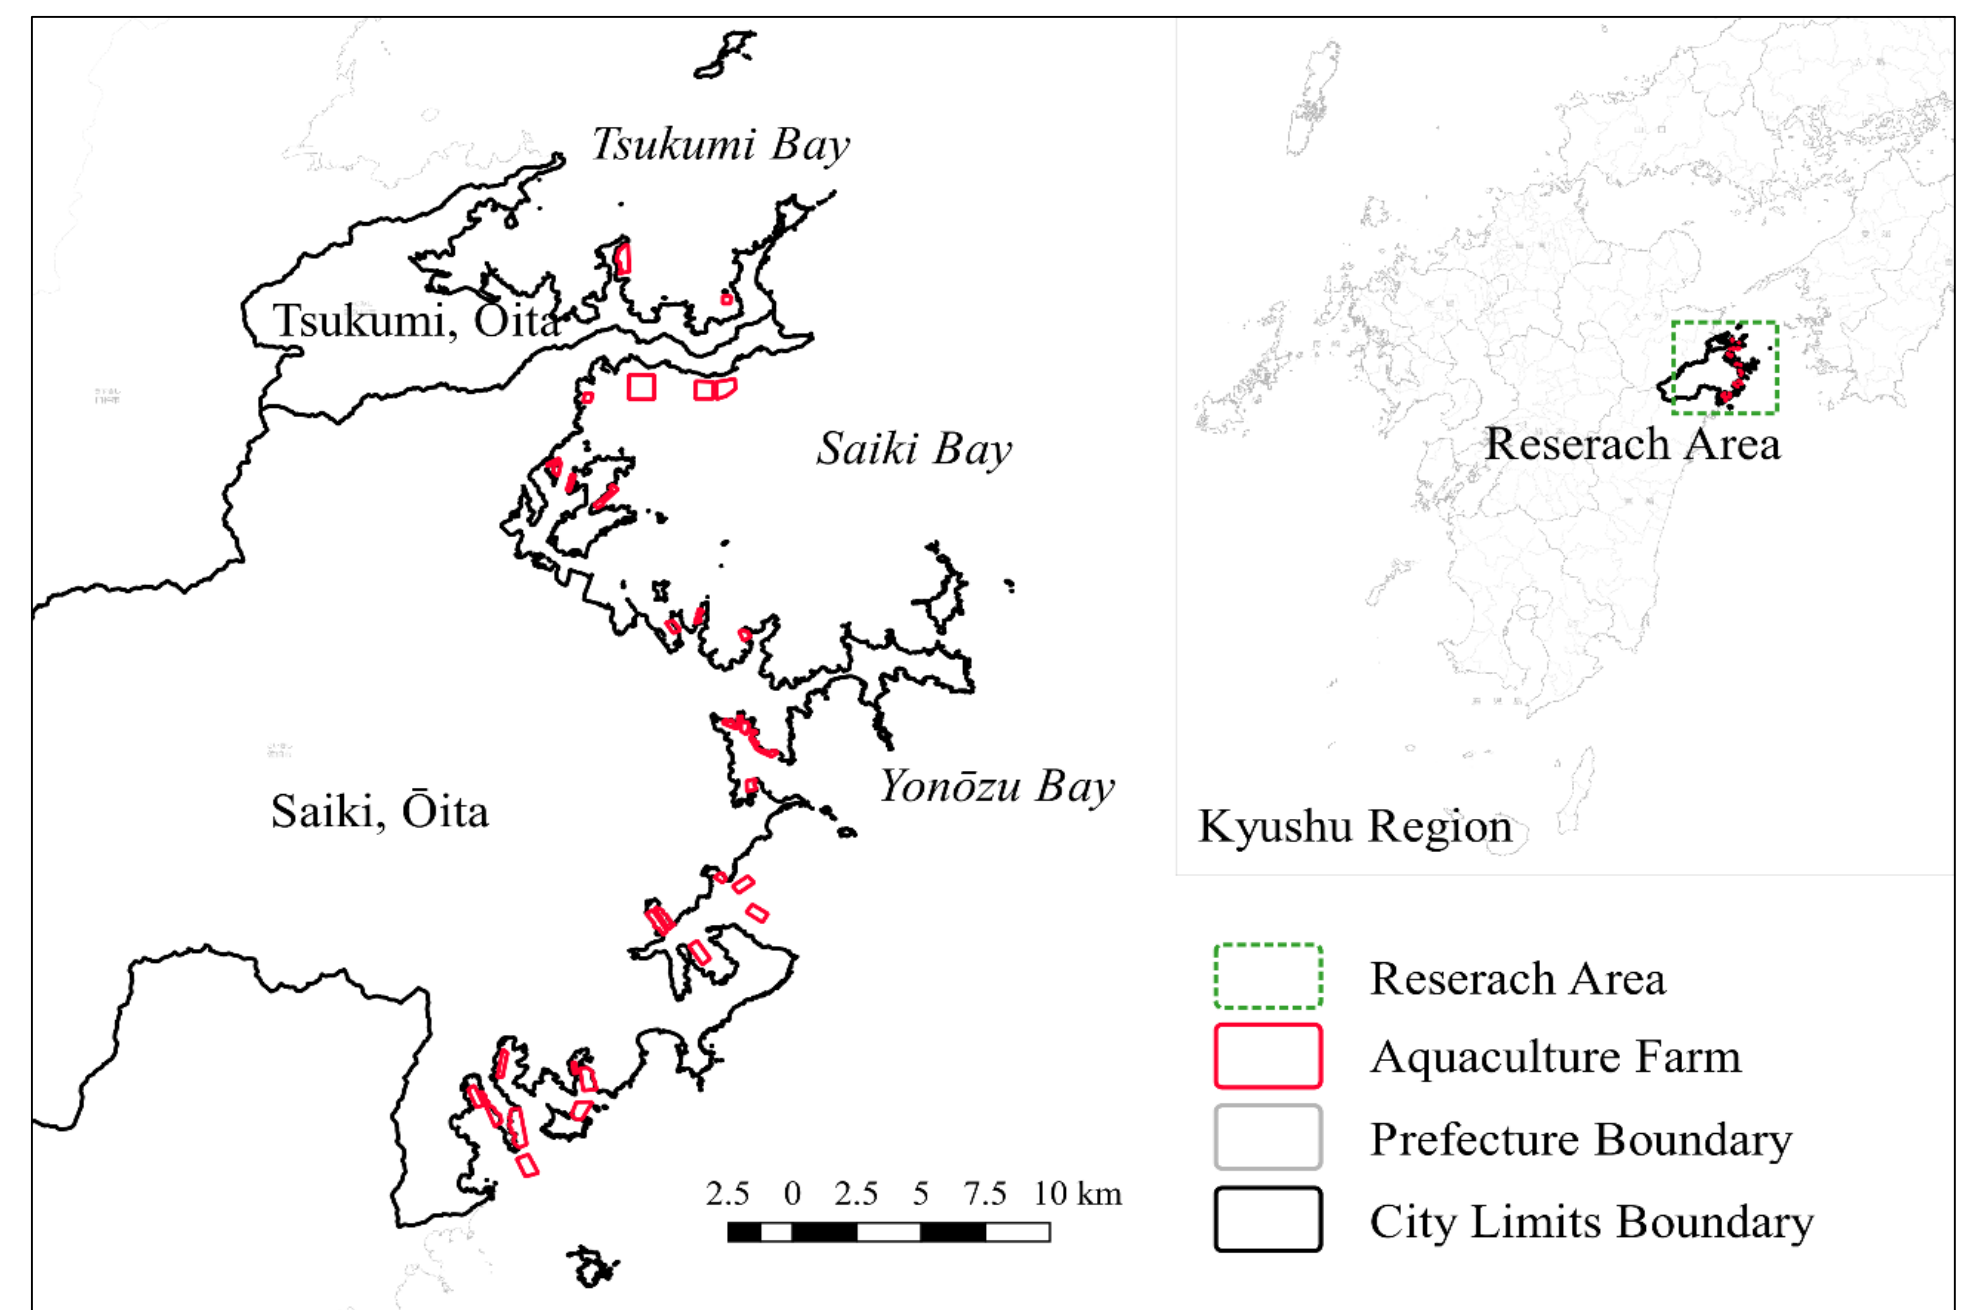 Tsukumi Bay
Tsukumi, Ōita
Saiki Bay
Reserach Area
Yonōzu Bay
Saiki, Ōita
Kyushu Region
Reserach Area
Aquaculture Farm
Prefecture Boundary
City Limits Boundary
2.5 0 2.5 5 7.5 10 km